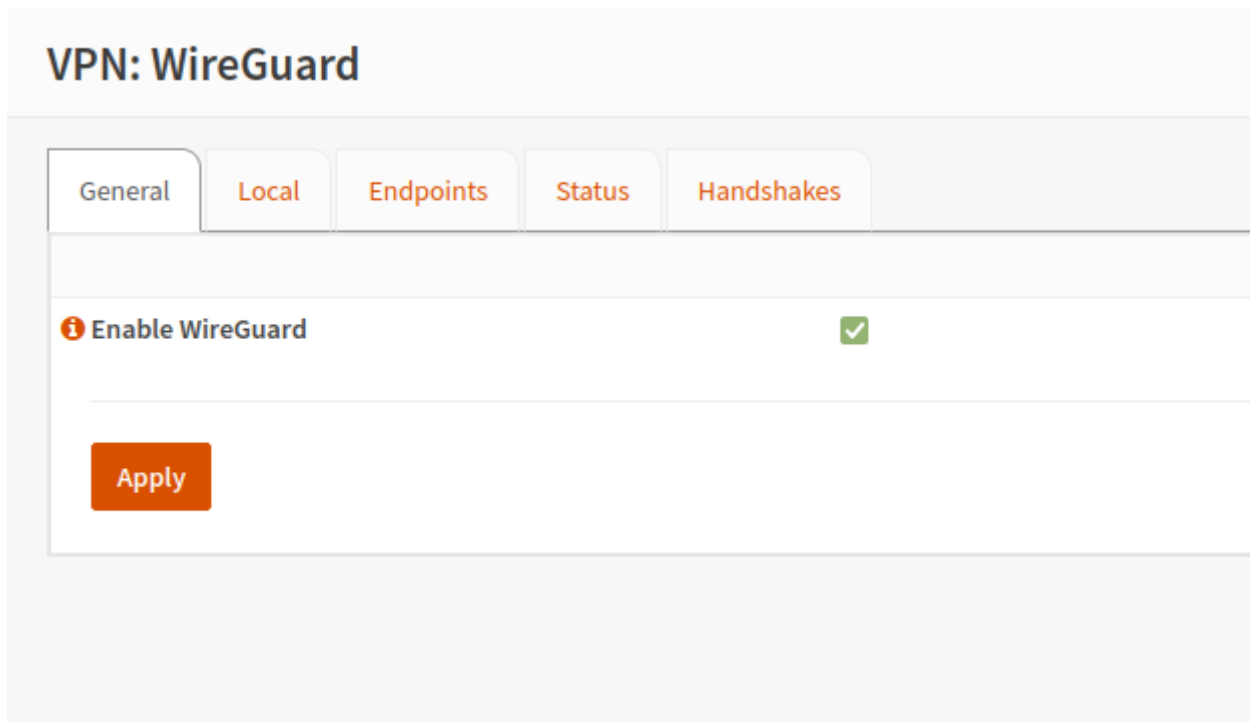 VPN: WireGuard
General Local Endpoints Status Handshakes
Enable WireGuard
Apply